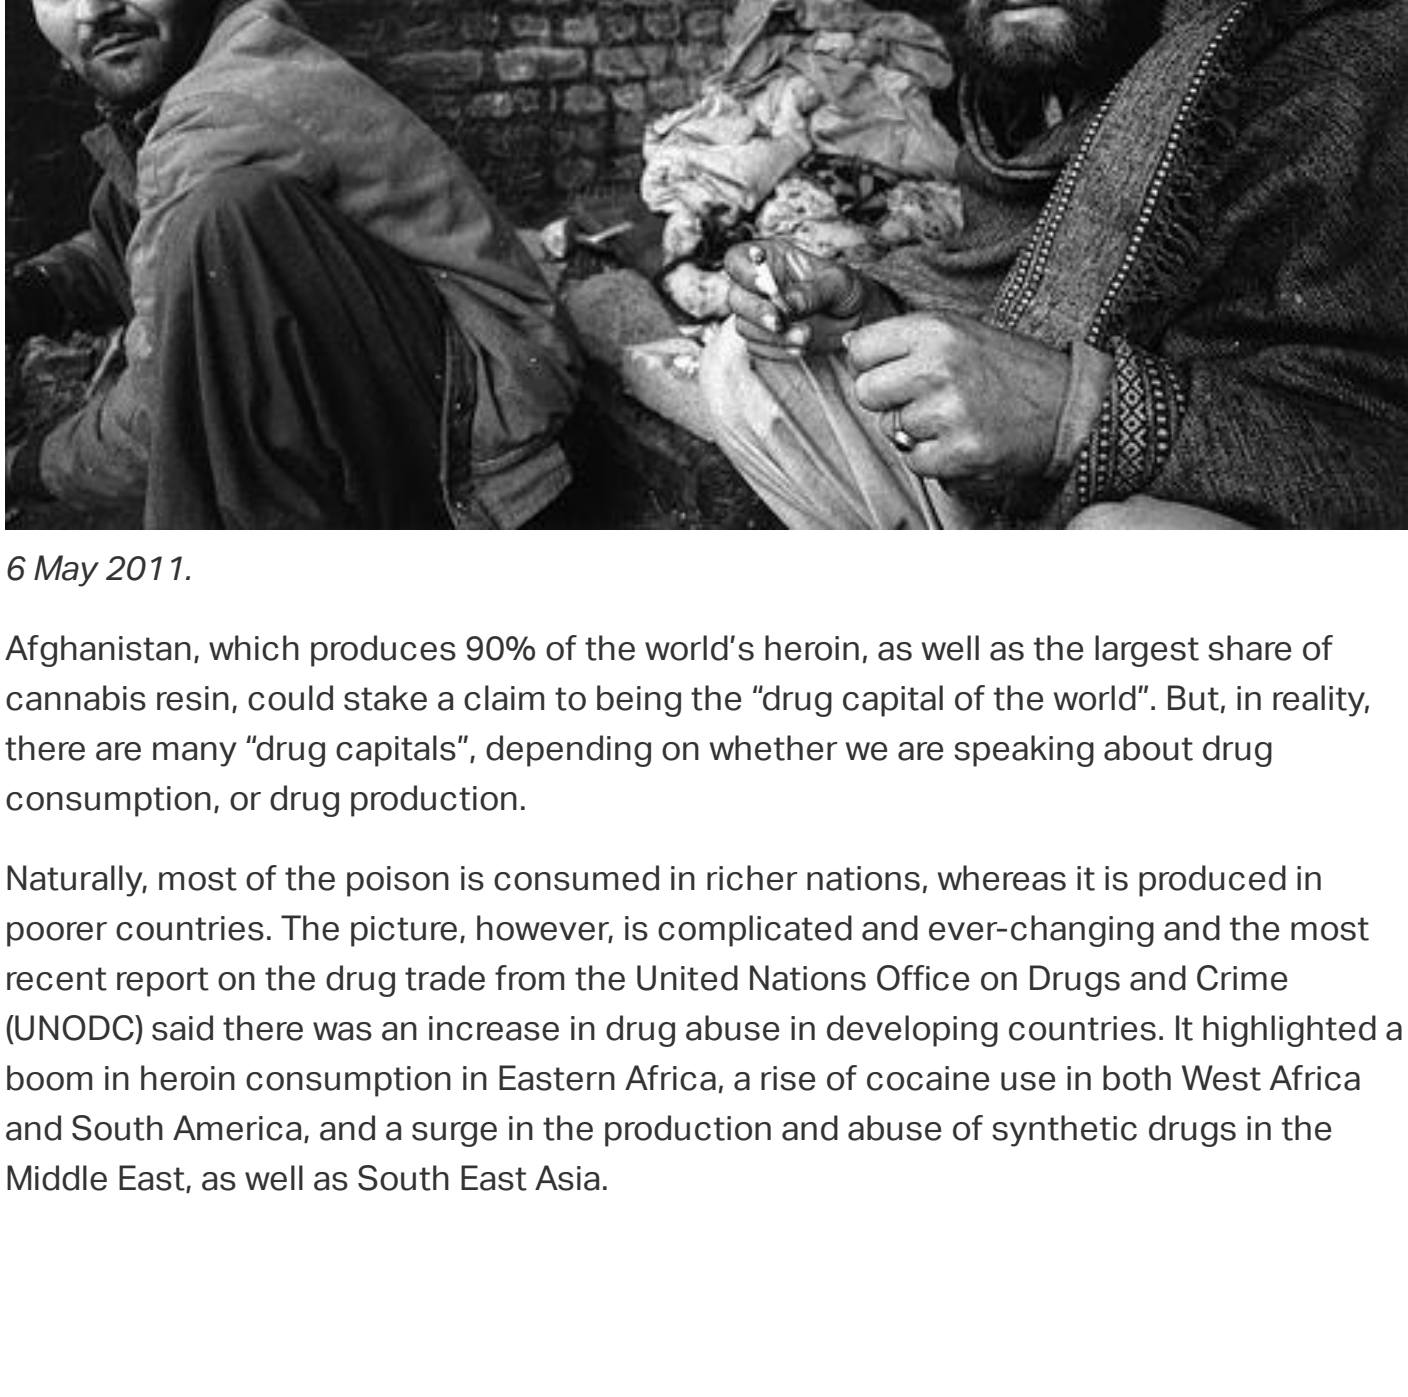 6 May 2011.
Afghanistan, which produces 90% of the world’s heroin, as well as the largest share of
cannabis resin, could stake a claim to being the “drug capital of the world”. But, in reality,
there are many “drug capitals”, depending on whether we are speaking about drug
consumption, or drug production.
Naturally, most of the poison is consumed in richer nations, whereas it is produced in
poorer countries. The picture, however, is complicated and ever-changing and the most
recent report on the drug trade from the United Nations Office on Drugs and Crime
(UNODC) said there was an increase in drug abuse in developing countries. It highlighted a
boom in heroin consumption in Eastern Africa, a rise of cocaine use in both West Africa
and South America, and a surge in the production and abuse of synthetic drugs in the
Middle East, as well as South East Asia.